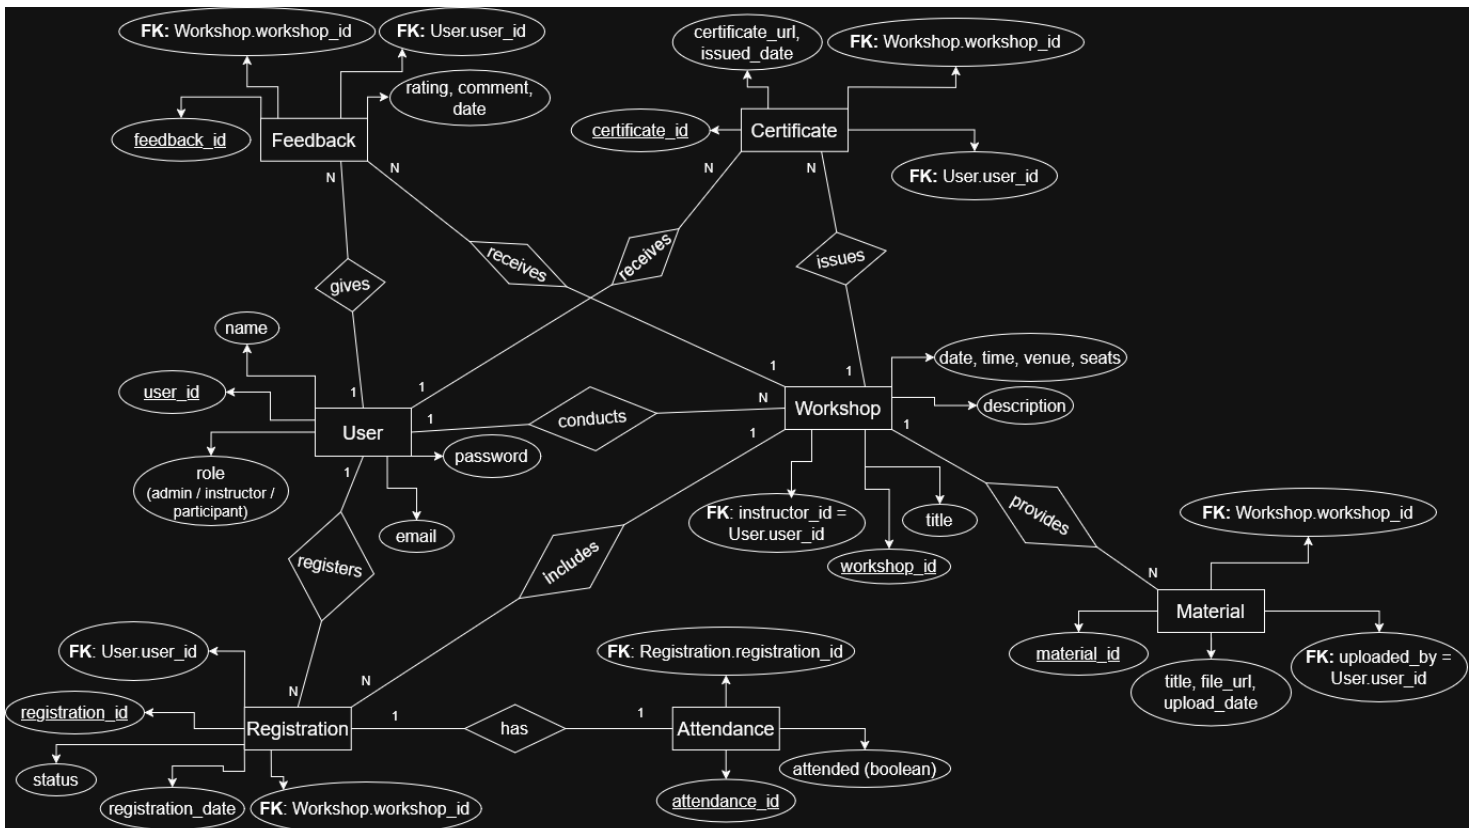 FK: Workshop.workshop_id
FK: User.user_id
certificate_url,
issued_date
FK: Workshop.workshop_id
rating, comment,
date
feedback_id
Feedback
certificate_id
Certificate
FK: User.user_id
N
N
N
N
receives
receives
issues
gives
name
user_id
1
1
1
1
date, time, venue, seats
description
User
1
conducts
N
Workshop
1
1
password
role
(admin / instructor /
participant)
1
email
FK: instructor_id =
User.user_id
title
workshop_id
provides
FK: Workshop.workshop_id
registers
includes
N
Material
material_id
title, file_url,
upload_date
FK: uploaded_by =
User.user_id
FK: User.user_id
FK: Registration.registration_id
N
N
registration_id
Registration
1
has
1
Attendance
status
registration_date
FK: Workshop.workshop_id
attended (boolean)
attendance_id